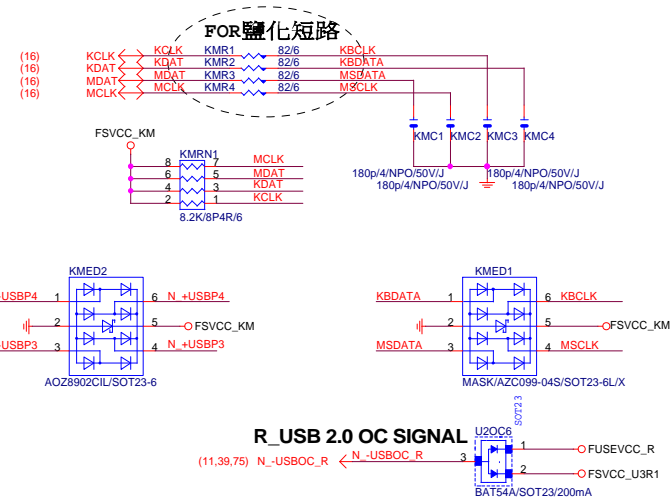 FOR鹽化短路
(16) KCLK KCLK KMR1 82/6 KBCLK
(16) KDAT KDAT KMR2 82/6 KBDATA
(16) MDAT MDAT KMR3 82/6 MSDATA
(16) MCLK MCLK KMR4 82/6 MSCLK
KMC1 KMC2 KMC3 KMC4
180p/4/NPO/50V/J 180p/4/NPO/50V/J
180p/4/NPO/50V/J 180p/4/NPO/50V/J
FSVCC_KM
KMRN1
8 7 MCLK
6 5 MDAT
4 3 KDAT
2 1 KCLK
8.2K/8P4R/6
KMED2
-USBP4 1 6 N_+USBP4
2 5 FSVCC_KM
-USBP3 3 4 N_+USBP3
AOZ8902CIL/SOT23-6
KMED1
KBDATA 1 6 KBCLK
2 5 FSVCC_KM
MSDATA 3 4 MSCLK
MASK/AZC099-04S/SOT23-6L/X
R_USB 2.0 OC SIGNAL
U2OC6
SOT23
(11,39,75) N_-USBOC_R N_-USBOC_R 3
1 FUSEVCC_R
2 FSVCC_U3R1
BAT54A/SOT23/200mA